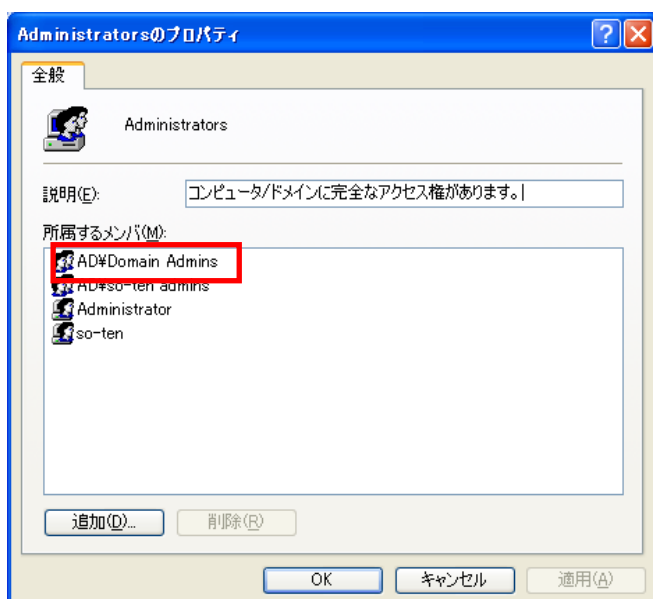 Administratorsのプロパティ
全般
Administrators
説明(E):
コンピュータ/ドメインに完全なアクセス権があります。
所属するメンバ(M):
AD¥Domain Admins
AD¥so-ten admins
Administrator
so-ten
追加(D)...
削除(R)
OK
キャンセル
適用(A)